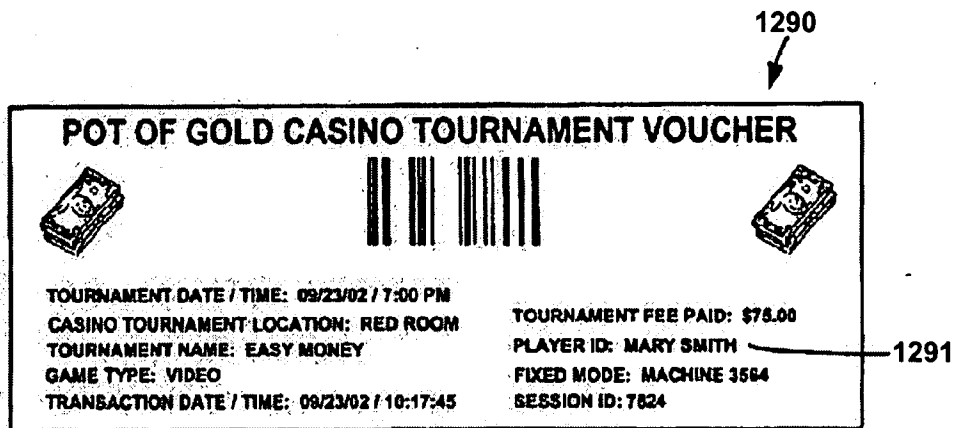 1290
POT OF GOLD CASINO TOURNAMENT VOUCHER
TOURNAMENT DATE / TIME: 09/23/02 / 7:00 PM
CASINO TOURNAMENT LOCATION: RED ROOM
TOURNAMENT NAME: EASY MONEY
GAME TYPE: VIDEO
TRANSACTION DATE / TIME: 09/23/02 / 10:17:45
TOURNAMENT FEE PAID: $75.00
PLAYER ID: MARY SMITH
1291
FIXED MODE: MACHINE 3564
SESSION ID: 7824